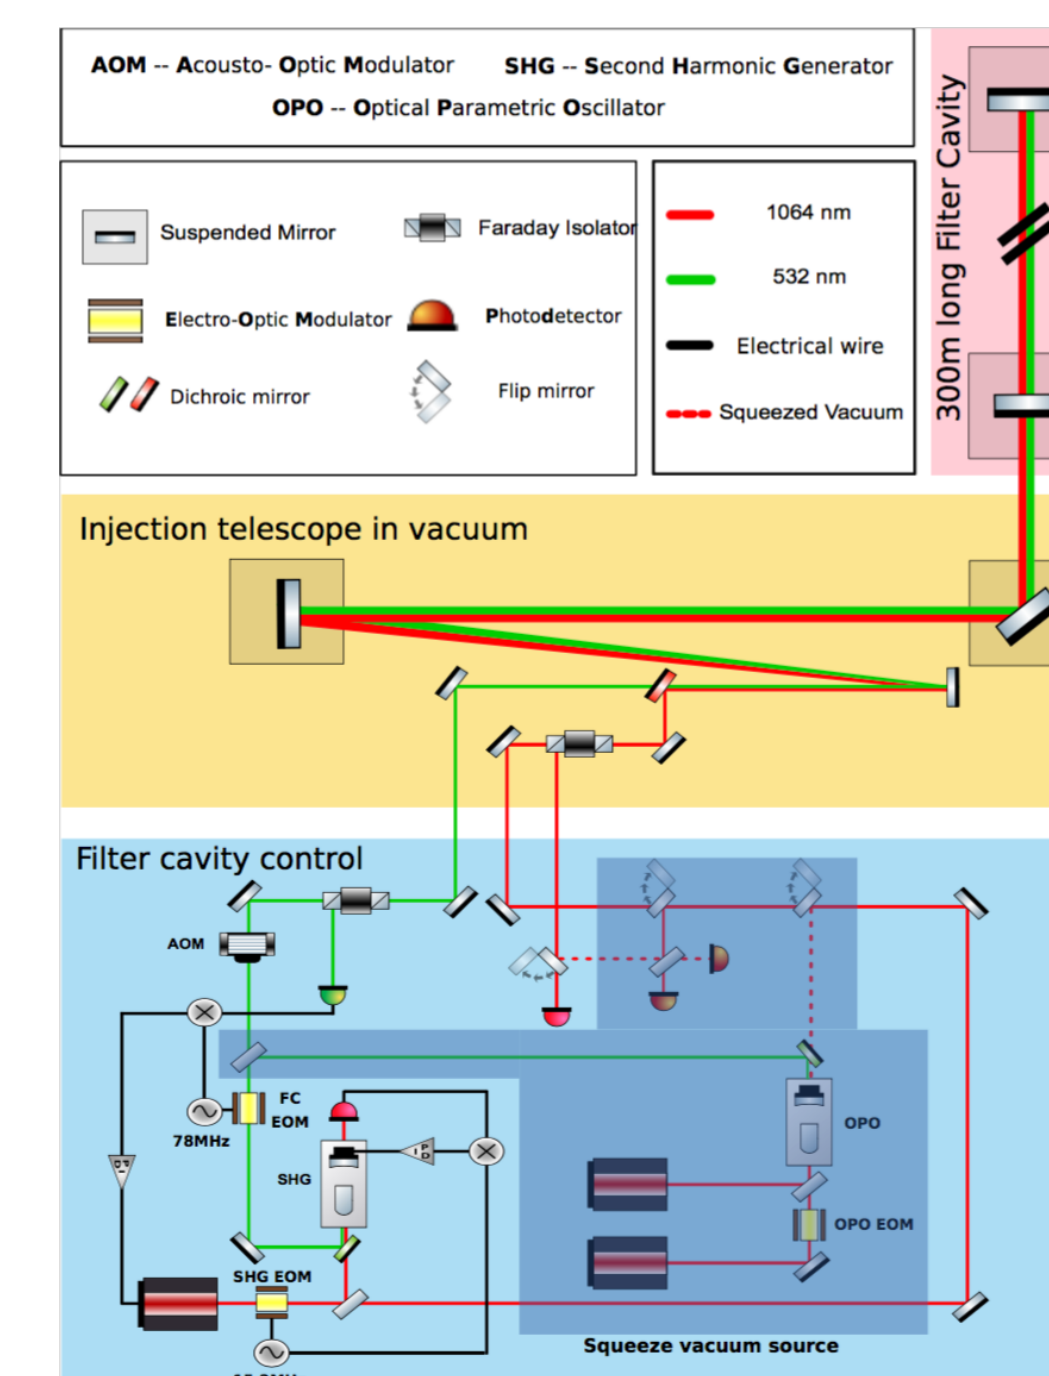 AOM -- Acousto- Optic Modulator
SHG -- Second Harmonic Generator
OPO -- Optical Parametric Oscillator
Suspended Mirror
Faraday Isolator
Electro-Optic Modulator
Photodetector
Dichroic mirror
Flip mirror
1064 nm
532 nm
Electrical wire
Squeezed Vacuum
300m long Filter Cavity
Injection telescope in vacuum
Filter cavity control
AOM
FC
EOM
78MHz
SHG
PI
PID
OPO
OPO EOM
SHG EOM
Squeeze vacuum source